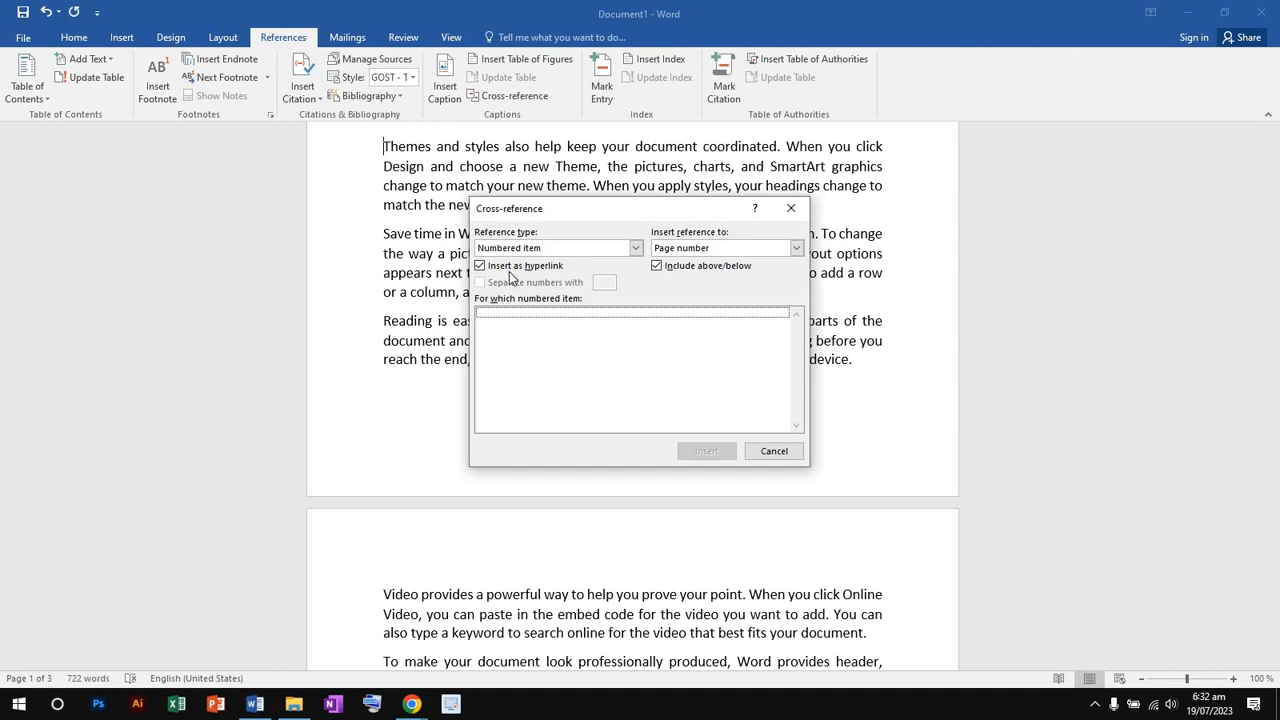 Document1 - Word
File Home Insert Design Layout References Mailings Review View Tell me what you want to do... Sign in Share
Table of Contents
Add Text
Update Table
Table of Contents
AB¹
Insert Footnote
Insert Endnote
Next Footnote
Show Notes
Footnotes
Insert Citation
Manage Sources
Style: GOST - T
Bibliography
Citations & Bibliography
Insert Caption
Insert Table of Figures
Update Table
Cross-reference
Captions
Mark Entry
Insert Index
Update Index
Index
Mark Citation
Insert Table of Authorities
Update Table
Table of Authorities
Themes and styles also help keep your document coordinated. When you click
Design and choose a new Theme, the pictures, charts, and SmartArt graphics
change to match your new theme. When you apply styles, your headings change to
match the new
Save time in W n. To change
the way a pict out options
appears next t o add a row
or a column, a
Reading is eas parts of the
document and g before you
reach the end, device.
Cross-reference ?
Reference type: Insert reference to:
Numbered item Page number
Insert as hyperlink Include above/below
Separate numbers with
For which numbered item:
Insert Cancel
Video provides a powerful way to help you prove your point. When you click Online
Video, you can paste in the embed code for the video you want to add. You can
also type a keyword to search online for the video that best fits your document.
To make your document look professionally produced, Word provides header,
Page 1 of 3 722 words English (United States) 100 %
Ps Ai
6:32 am
19/07/2023